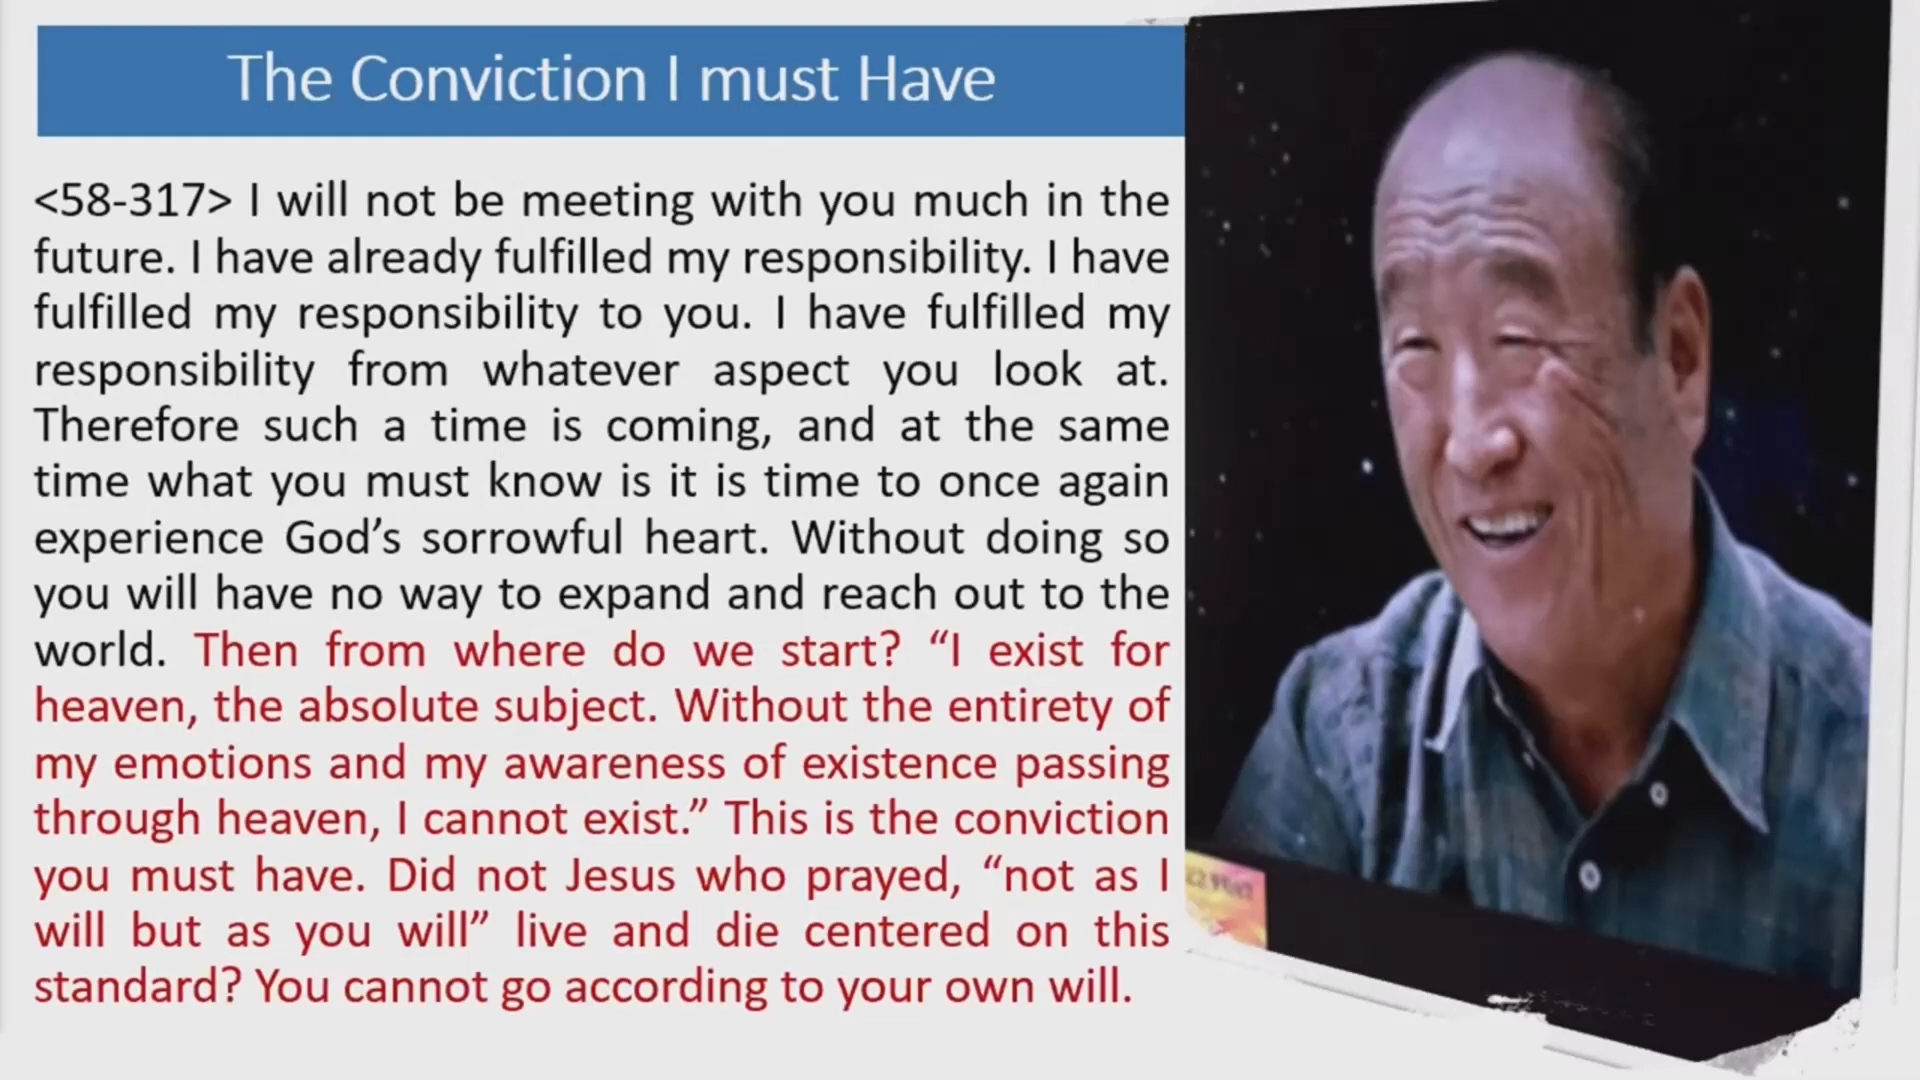 The Conviction I must Have
<58-317> I will not be meeting with you much in the
future. I have already fulfilled my responsibility. I have
fulfilled my responsibility to you. I have fulfilled my
responsibility from whatever aspect you look at.
Therefore such a time is coming, and at the same
time what you must know is it is time to once again
experience God’s sorrowful heart. Without doing so
you will have no way to expand and reach out to the
world. Then from where do we start? “I exist for
heaven, the absolute subject. Without the entirety of
my emotions and my awareness of existence passing
through heaven, I cannot exist.” This is the conviction
you must have. Did not Jesus who prayed, “not as I
will but as you will” live and die centered on this
standard? You cannot go according to your own will.